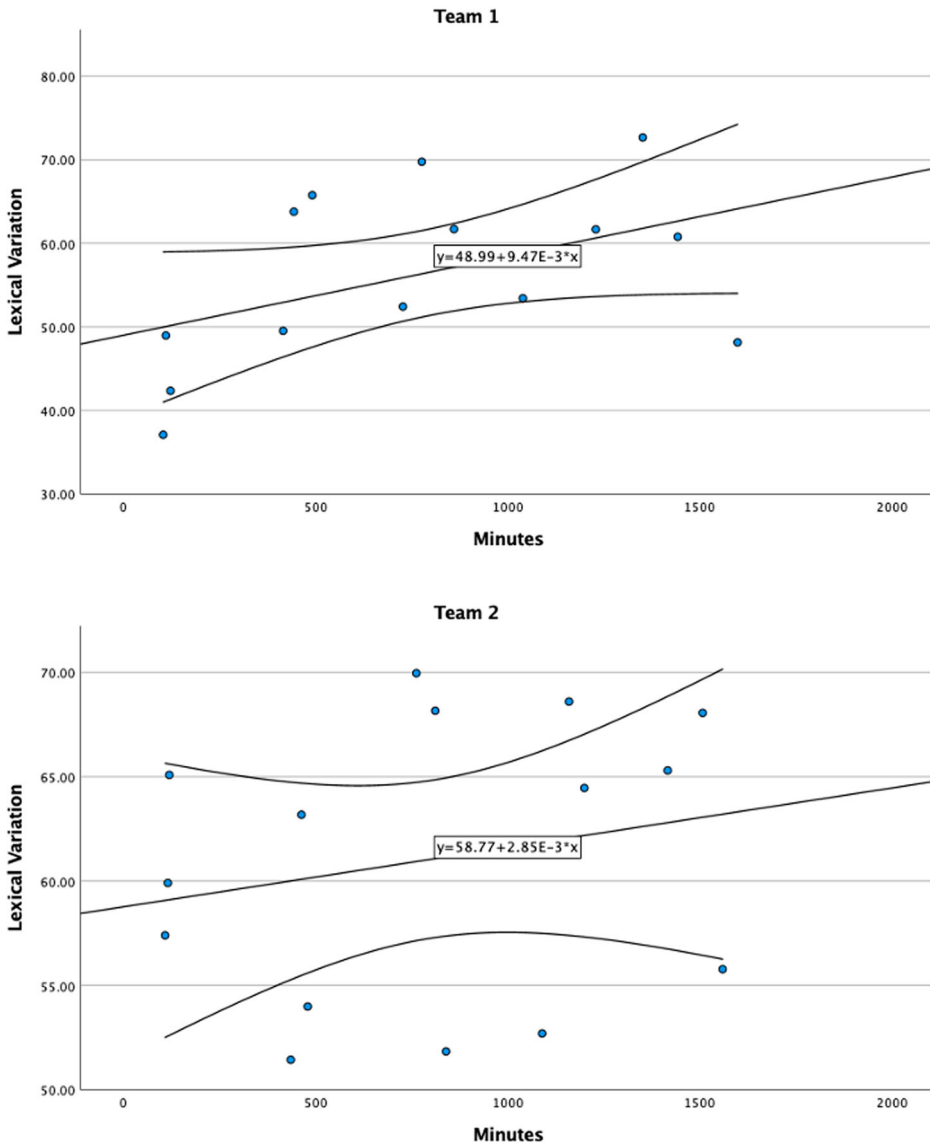 Team 1
80.00
70.00
60.00
50.00
40.00
30.00
Lexical Variation
y=48.99+9.47E-3*x
0 500 1000 1500 2000
Minutes
Team 2
70.00
65.00
60.00
55.00
50.00
Lexical Variation
y=58.77+2.85E-3*x
0 500 1000 1500 2000
Minutes